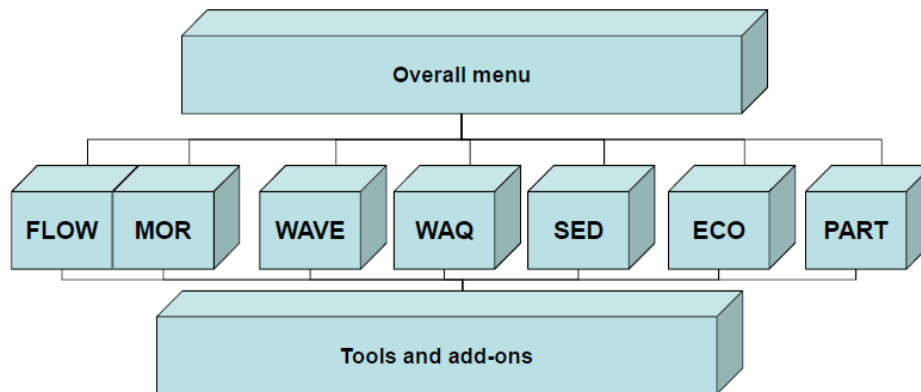 Overall menu
FLOW
MOR
WAVE
WAQ
SED
ECO
PART
Tools and add-ons